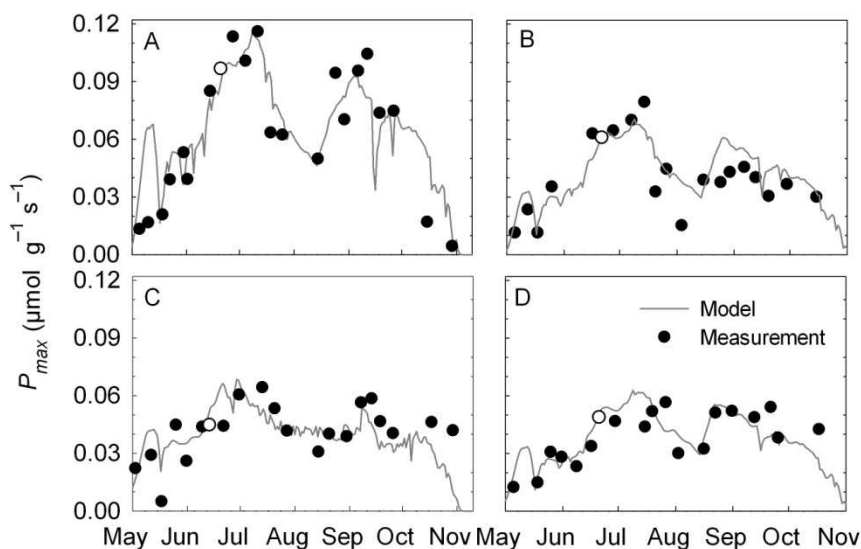 A
B
0.12
0.09
0.06
0.03
0.00
C
D
0.12
0.09
0.06
0.03
0.00
Model
Measurement
P_max (μmol g⁻¹ s⁻¹)
May Jun Jul Aug Sep Oct Nov May Jun Jul Aug Sep Oct Nov